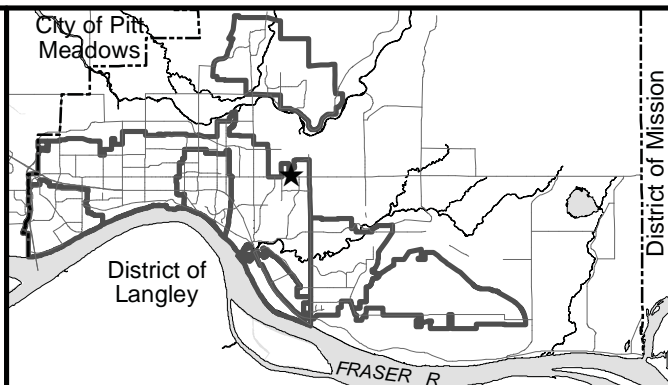 City of Pitt
Meadows
District of Mission
District of
Langley
FRASER R